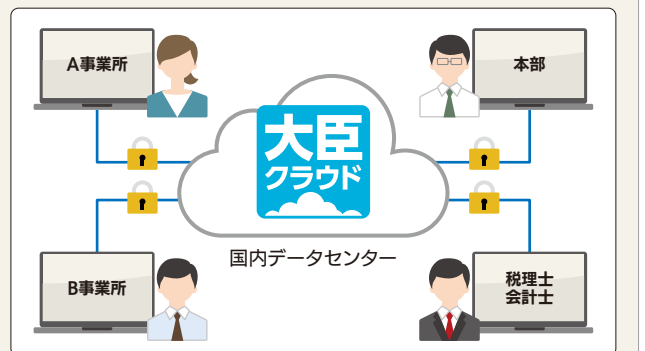 A事業所
本部
大臣
クラウド
国内データセンター
B事業所
税理士
会計士